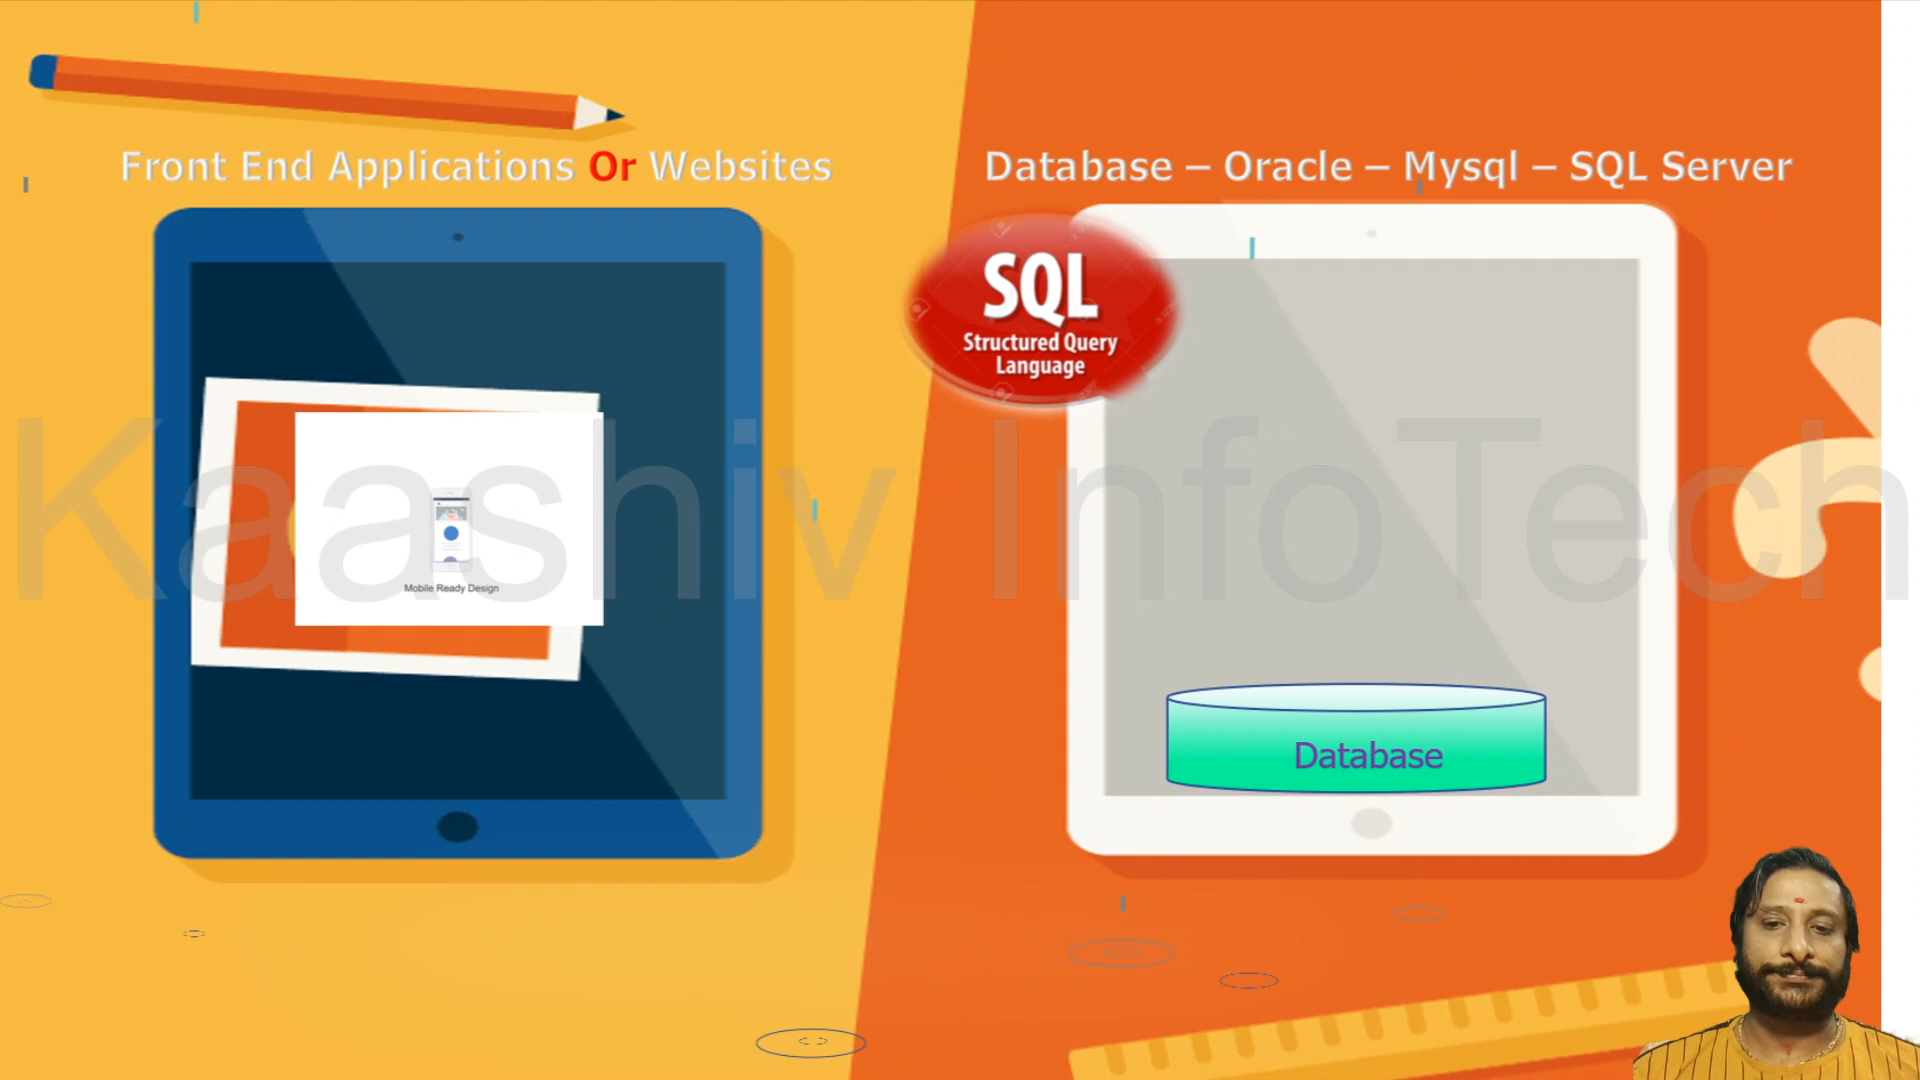 Front End Applications Or Websites
Database – Oracle – Mysql – SQL Server
SQL
Structured Query
Language
Kaashiv InfoTech
Mobile Ready Design
Database